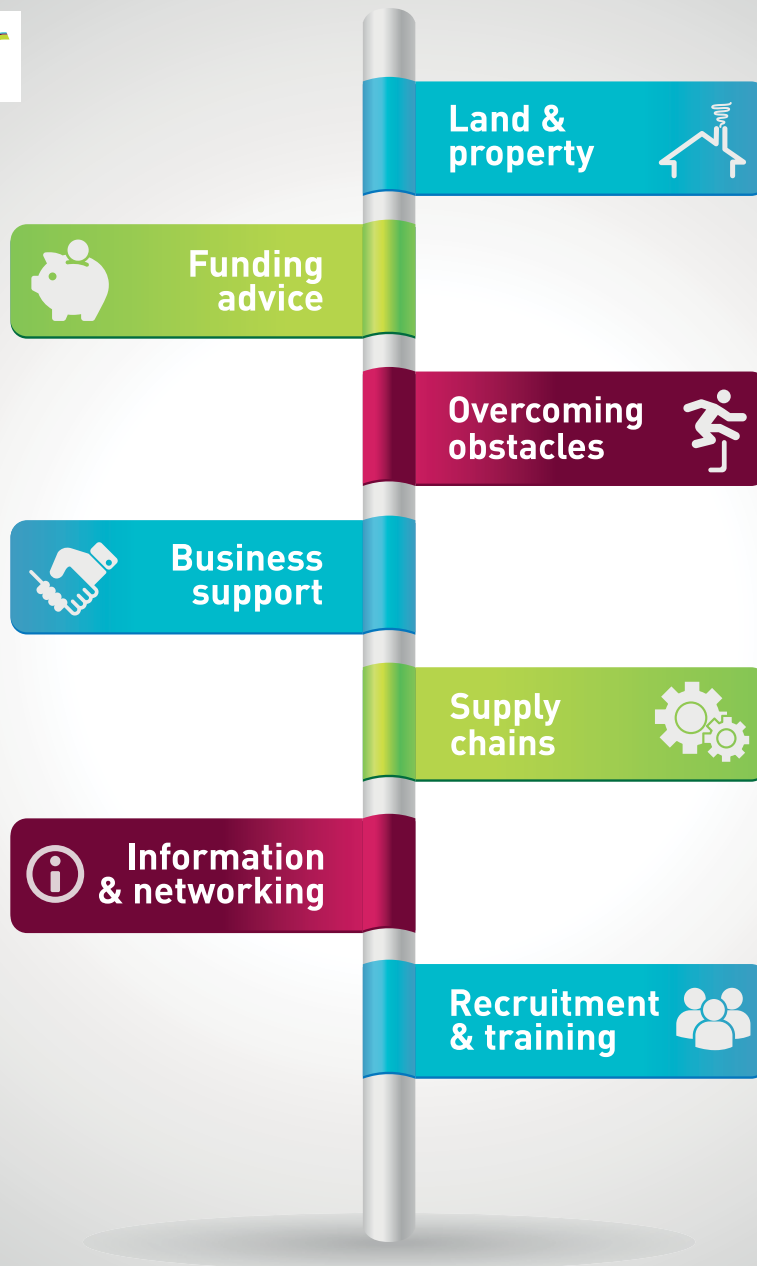 Land &
property
Funding
advice
Overcoming
obstacles
Business
support
Supply
chains
Information
& networking
Recruitment
& training